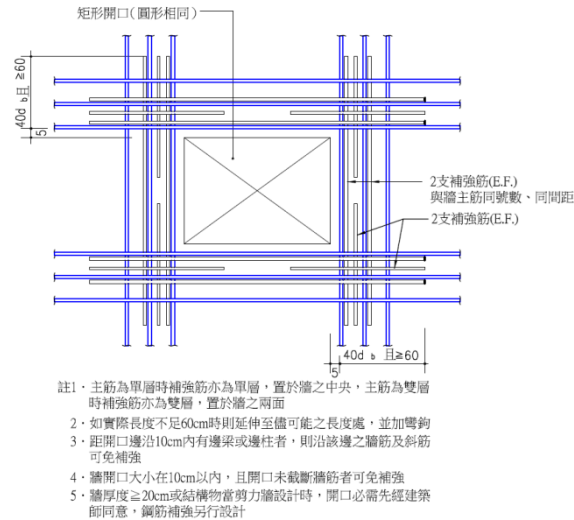 矩形開口(圓形相同)
40d b 且 ≧60
5
2支補強筋(E.F.)
與牆主筋同號數、同間距
2支補強筋(E.F.)
5
40d b 且≧60
註1‧主筋為單層時補強筋亦為單層，置於牆之中央，主筋為雙層
時補強筋亦為雙層，置於牆之兩面
2‧如實際長度不足60cm時則延伸至儘可能之長度處，並加彎鉤
3‧距開口邊沿10cm內有邊梁或邊柱者，則沿該邊之牆筋及斜筋
可免補強
4‧牆開口大小在10cm以內，且開口未截斷牆筋者可免補強
5‧牆厚度≧20cm或結構物當剪力牆設計時，開口必需先經建築
師同意，鋼筋補強另行設計